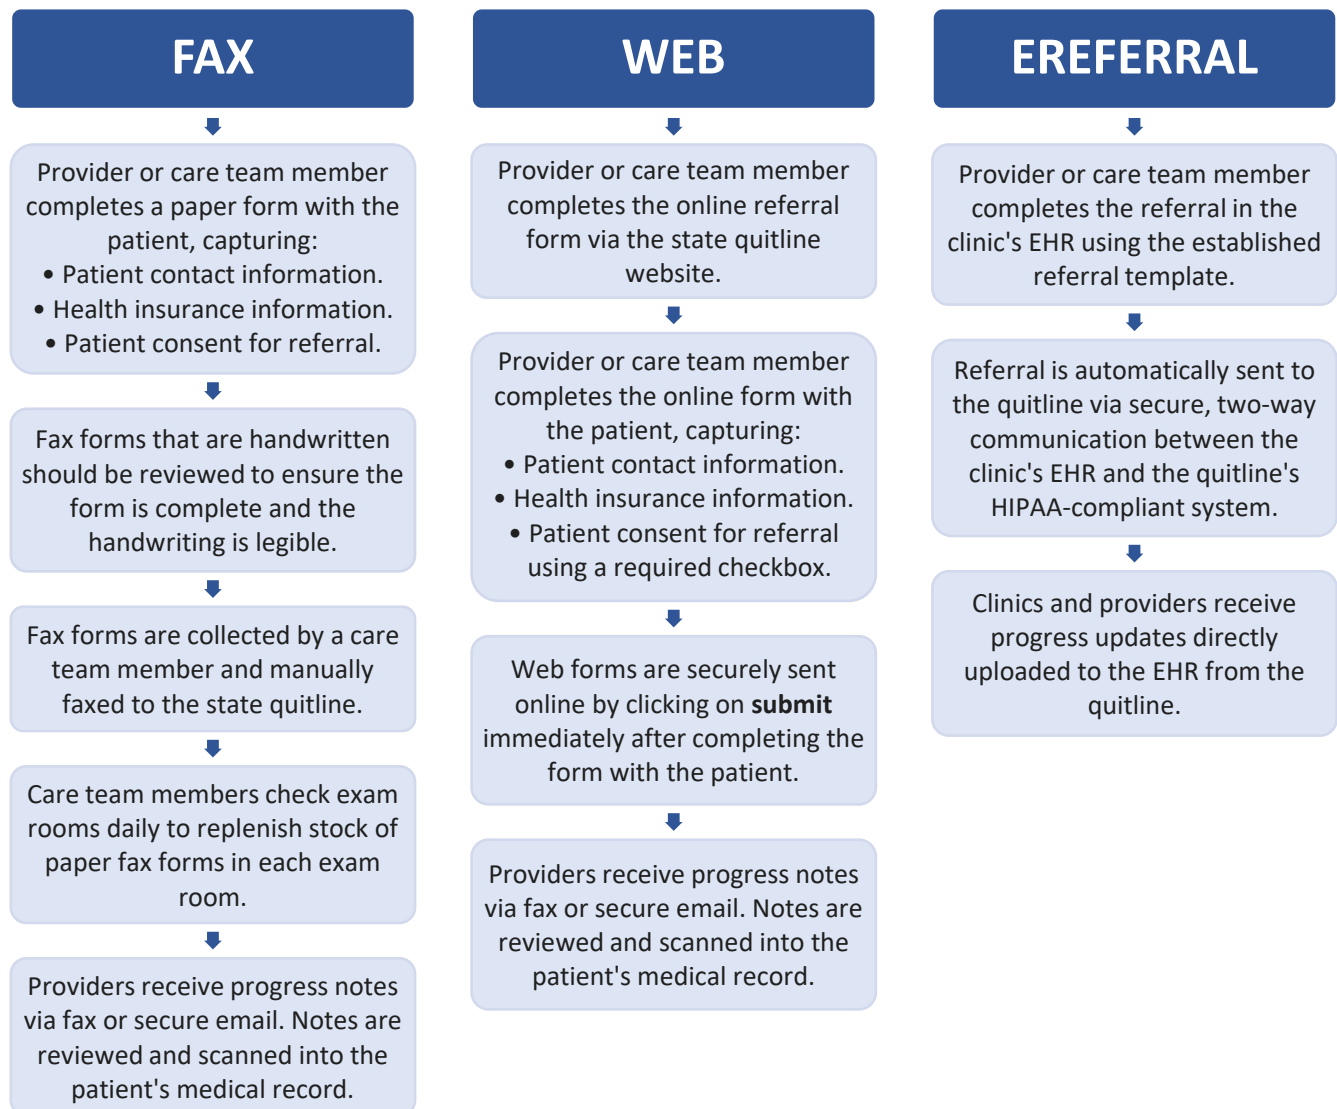 FAX
Provider or care team member
completes a paper form with the
patient, capturing:
• Patient contact information.
• Health insurance information.
• Patient consent for referral.
Fax forms that are handwritten
should be reviewed to ensure the
form is complete and the
handwriting is legible.
Fax forms are collected by a care
team member and manually
faxed to the state quitline.
Care team members check exam
rooms daily to replenish stock of
paper fax forms in each exam
room.
Providers receive progress notes
via fax or secure email. Notes are
reviewed and scanned into the
patient's medical record.
WEB
Provider or care team member
completes the online referral
form via the state quitline
website.
Provider or care team member
completes the online form with
the patient, capturing:
• Patient contact information.
• Health insurance information.
• Patient consent for referral
using a required checkbox.
Web forms are securely sent
online by clicking on submit
immediately after completing the
form with the patient.
Providers receive progress notes
via fax or secure email. Notes are
reviewed and scanned into the
patient's medical record.
EREFERRAL
Provider or care team member
completes the referral in the
clinic's EHR using the established
referral template.
Referral is automatically sent to
the quitline via secure, two-way
communication between the
clinic's EHR and the quitline's
HIPAA-compliant system.
Clinics and providers receive
progress updates directly
uploaded to the EHR from the
quitline.